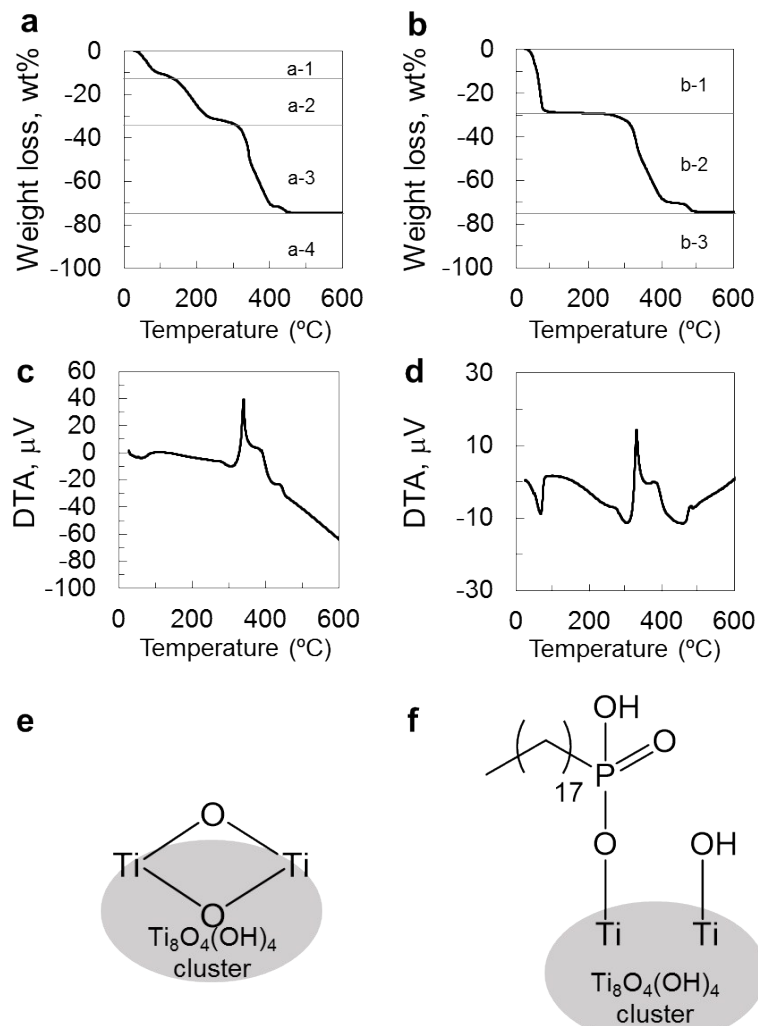 a
Weight loss, wt%
0
-20
-40
-60
-80
-100
a-1
a-2
a-3
a-4
0 200 400 600
Temperature (ºC)
b
Weight loss, wt%
0
-20
-40
-60
-80
-100
b-1
b-2
b-3
0 200 400 600
Temperature (ºC)
c
DTA, μV
60
40
20
0
-20
-40
-60
-80
-100
0 200 400 600
Temperature (ºC)
d
DTA, μV
30
10
-10
-30
0 200 400 600
Temperature (ºC)
e
O
Ti Ti
O
Ti₈O₄(OH)₄
cluster
f
OH
O
P
17
O OH
Ti Ti
Ti₈O₄(OH)₄
cluster